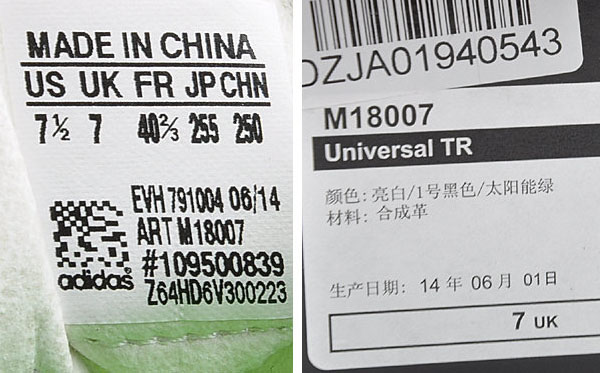 MADE IN CHINA
US UK FR JP CHN
7½ 7 40⅔ 255 250
EVH 791004 06/14
ART M18007
#109500839
Z64HD6V300223
adidas
DZJA01940543
M18007
Universal TR
颜色: 亮白/1号黑色/太阳能绿
材料: 合成革
生产日期: 14 年 06 月 01日
7 UK